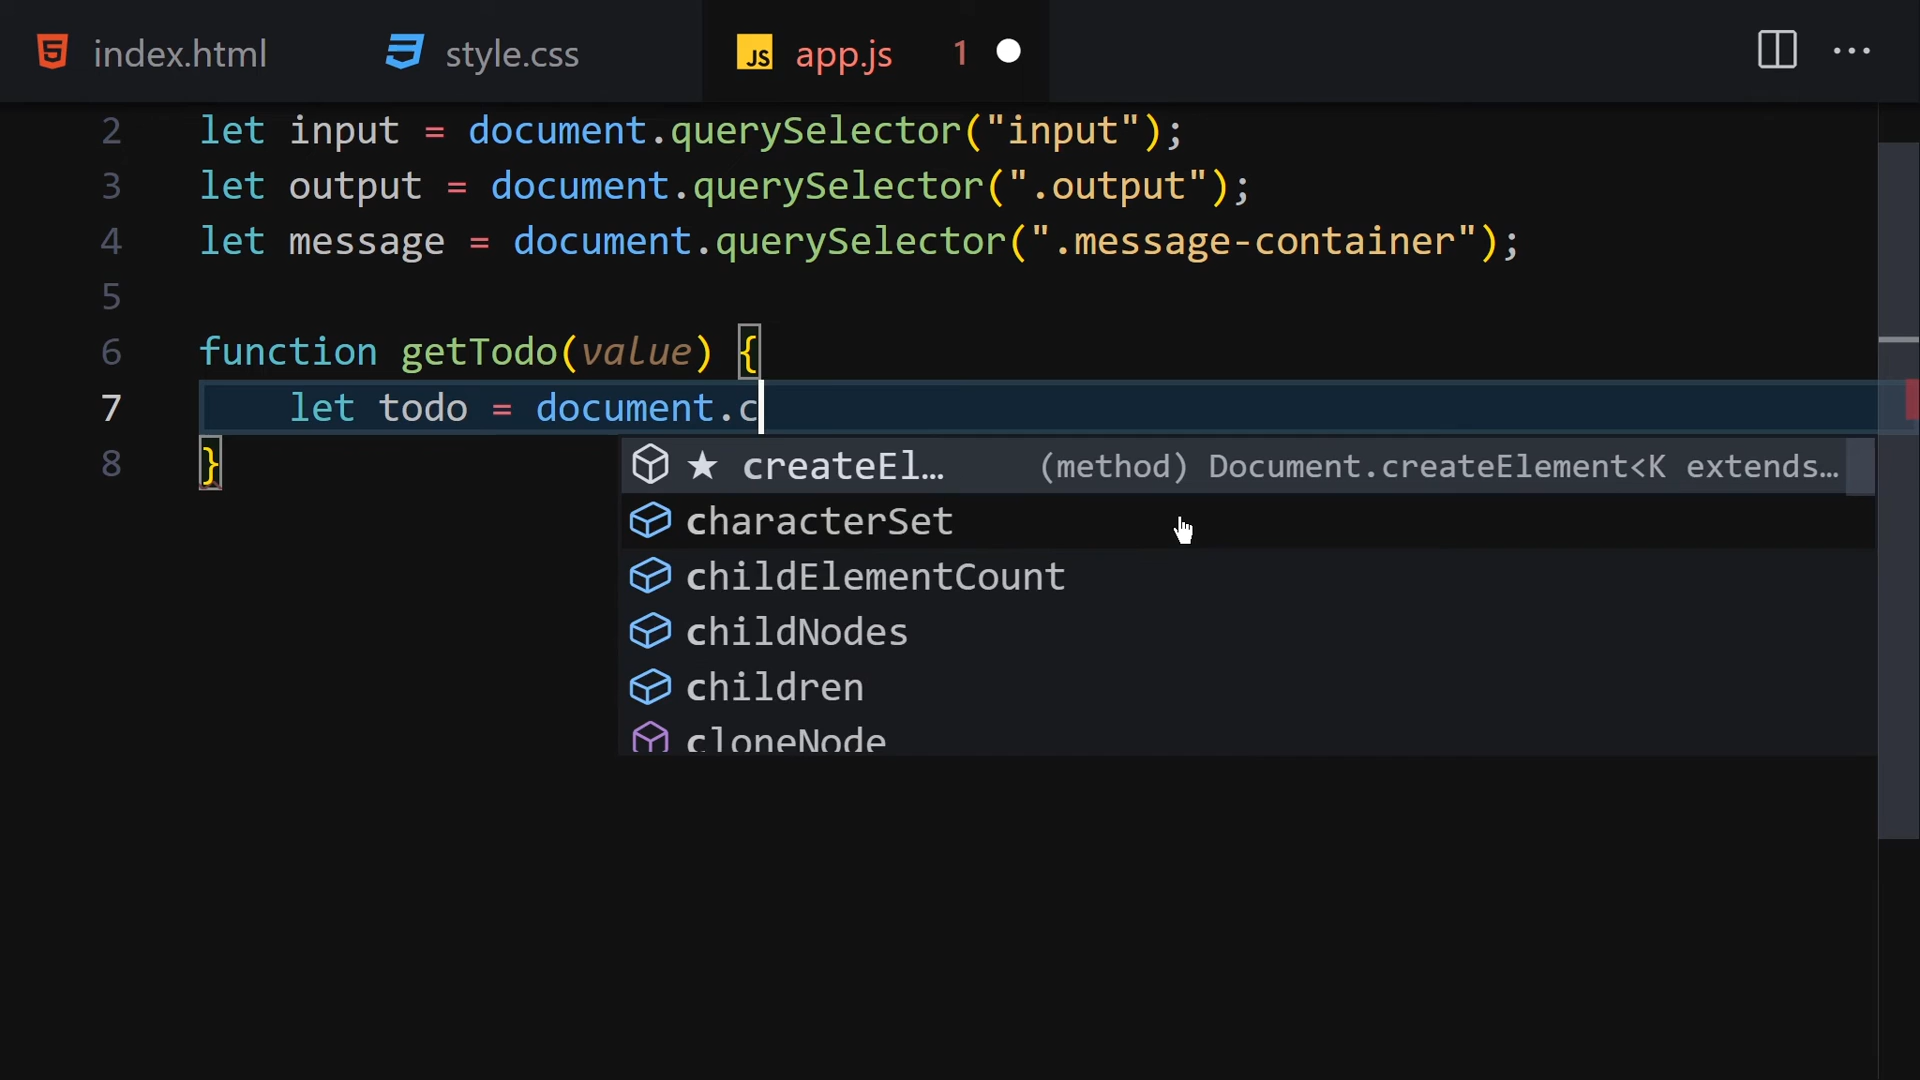 index.html style.css JS app.js 1 ...
2 let input = document.querySelector("input");
3 let output = document.querySelector(".output");
4 let message = document.querySelector(".message-container");
5
6 function getTodo(value) {
7 let todo = document.c
8 }
createEl… (method) Document.createElement<K extends…
characterSet
childElementCount
childNodes
children
cloneNode